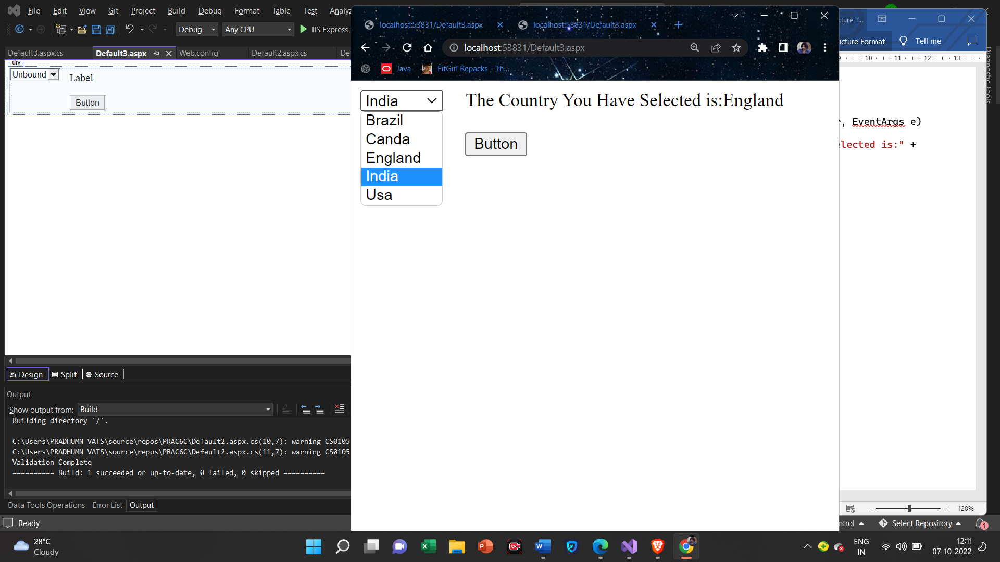 File Edit View Git Project Build Debug Format Table Test
Debug Any CPU IIS Express
Default3.aspx.cs Default3.aspx Web.config Default2.aspx.cs
div
Unbound Label
Button
Design Split Source
Output
Show output from: Build
Building directory '/'.
C:\Users\PRADHUMN VATS\source\repos\PRAC6C\Default2.aspx.cs(10,7): warning CS0105
C:\Users\PRADHUMN VATS\source\repos\PRAC6C\Default2.aspx.cs(11,7): warning CS0105
Validation Complete
========== Build: 1 succeeded or up-to-date, 0 failed, 0 skipped ==========
Data Tools Operations Error List Output
Ready
localhost:53831/Default3.aspx localhost:53831/Default3.aspx
localhost:53831/Default3.aspx
Java FitGirl Repacks - Th...
India The Country You Have Selected is:England
Brazil
Canda
England
India
Usa
Button
cture T...
icture Format Tell me
9 10 11 12 13
Diagnostic Tools
, EventArgs e)
elected is:" +
120%
ntrol Select Repository 1
28°C
Cloudy
ENG
IN
12:11
07-10-2022